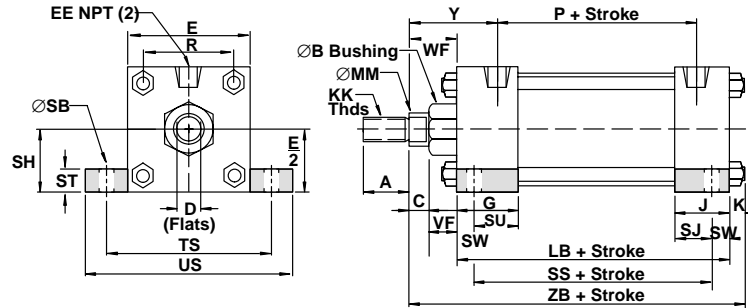 EE NPT (2)
E
R
ØSB
SH
ST
E
2
D
(Flats)
TS
US
Y
P + Stroke
WF
ØB Bushing
ØMM
KK
Thds
A
C
G
J
K
SU
SJ
SW
VF
SW
LB + Stroke
SS + Stroke
ZB + Stroke